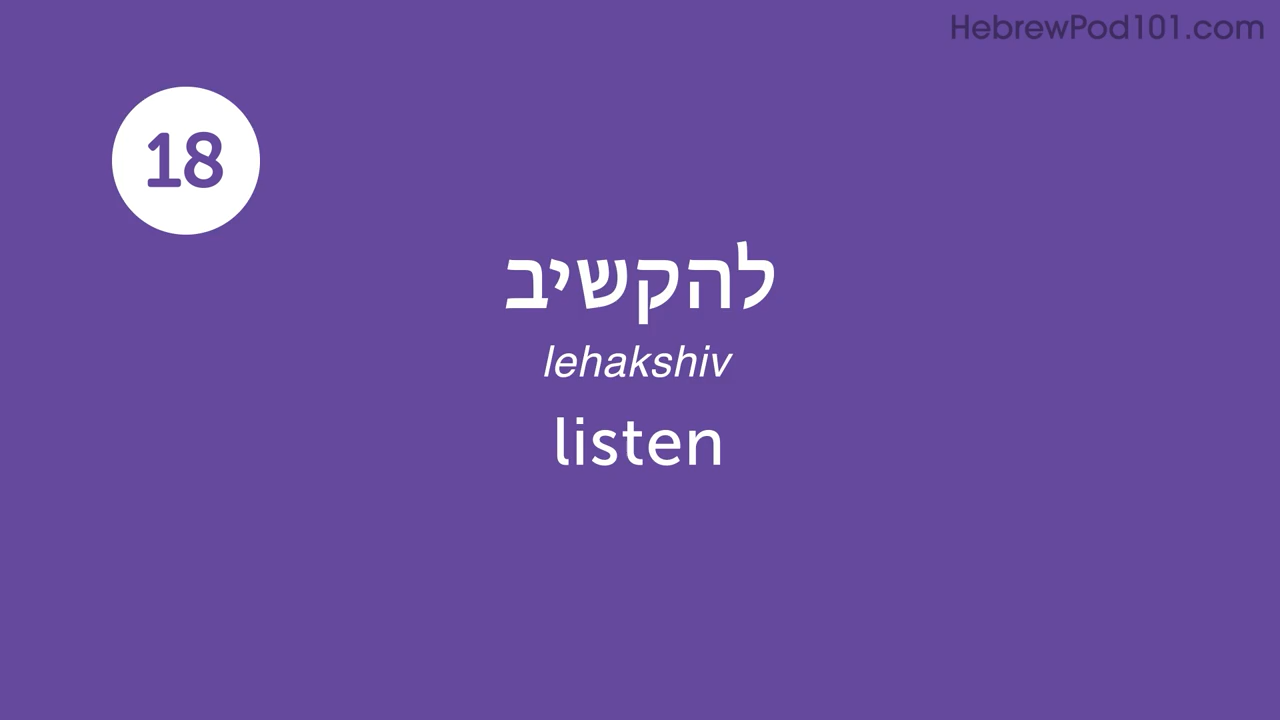 HebrewPod101.com
18
להקשיב
lehakshiv
listen